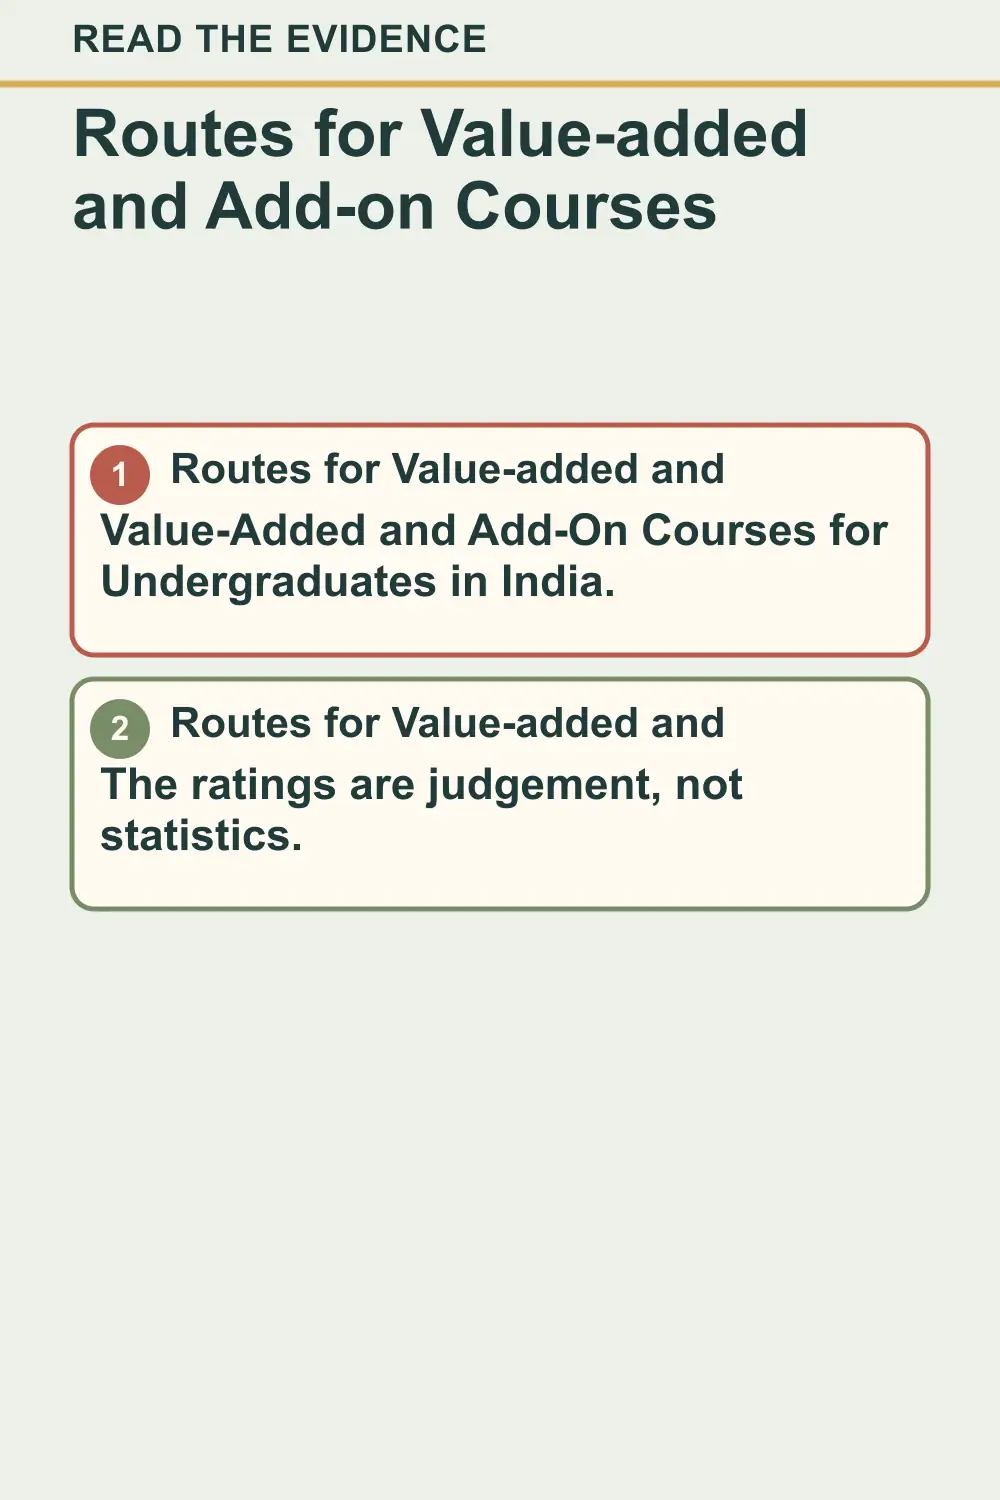 READ THE EVIDENCE
Routes for Value-added
and Add-on Courses
1 Routes for Value-added and
Value-Added and Add-On Courses for
Undergraduates in India.
2 Routes for Value-added and
The ratings are judgement, not
statistics.